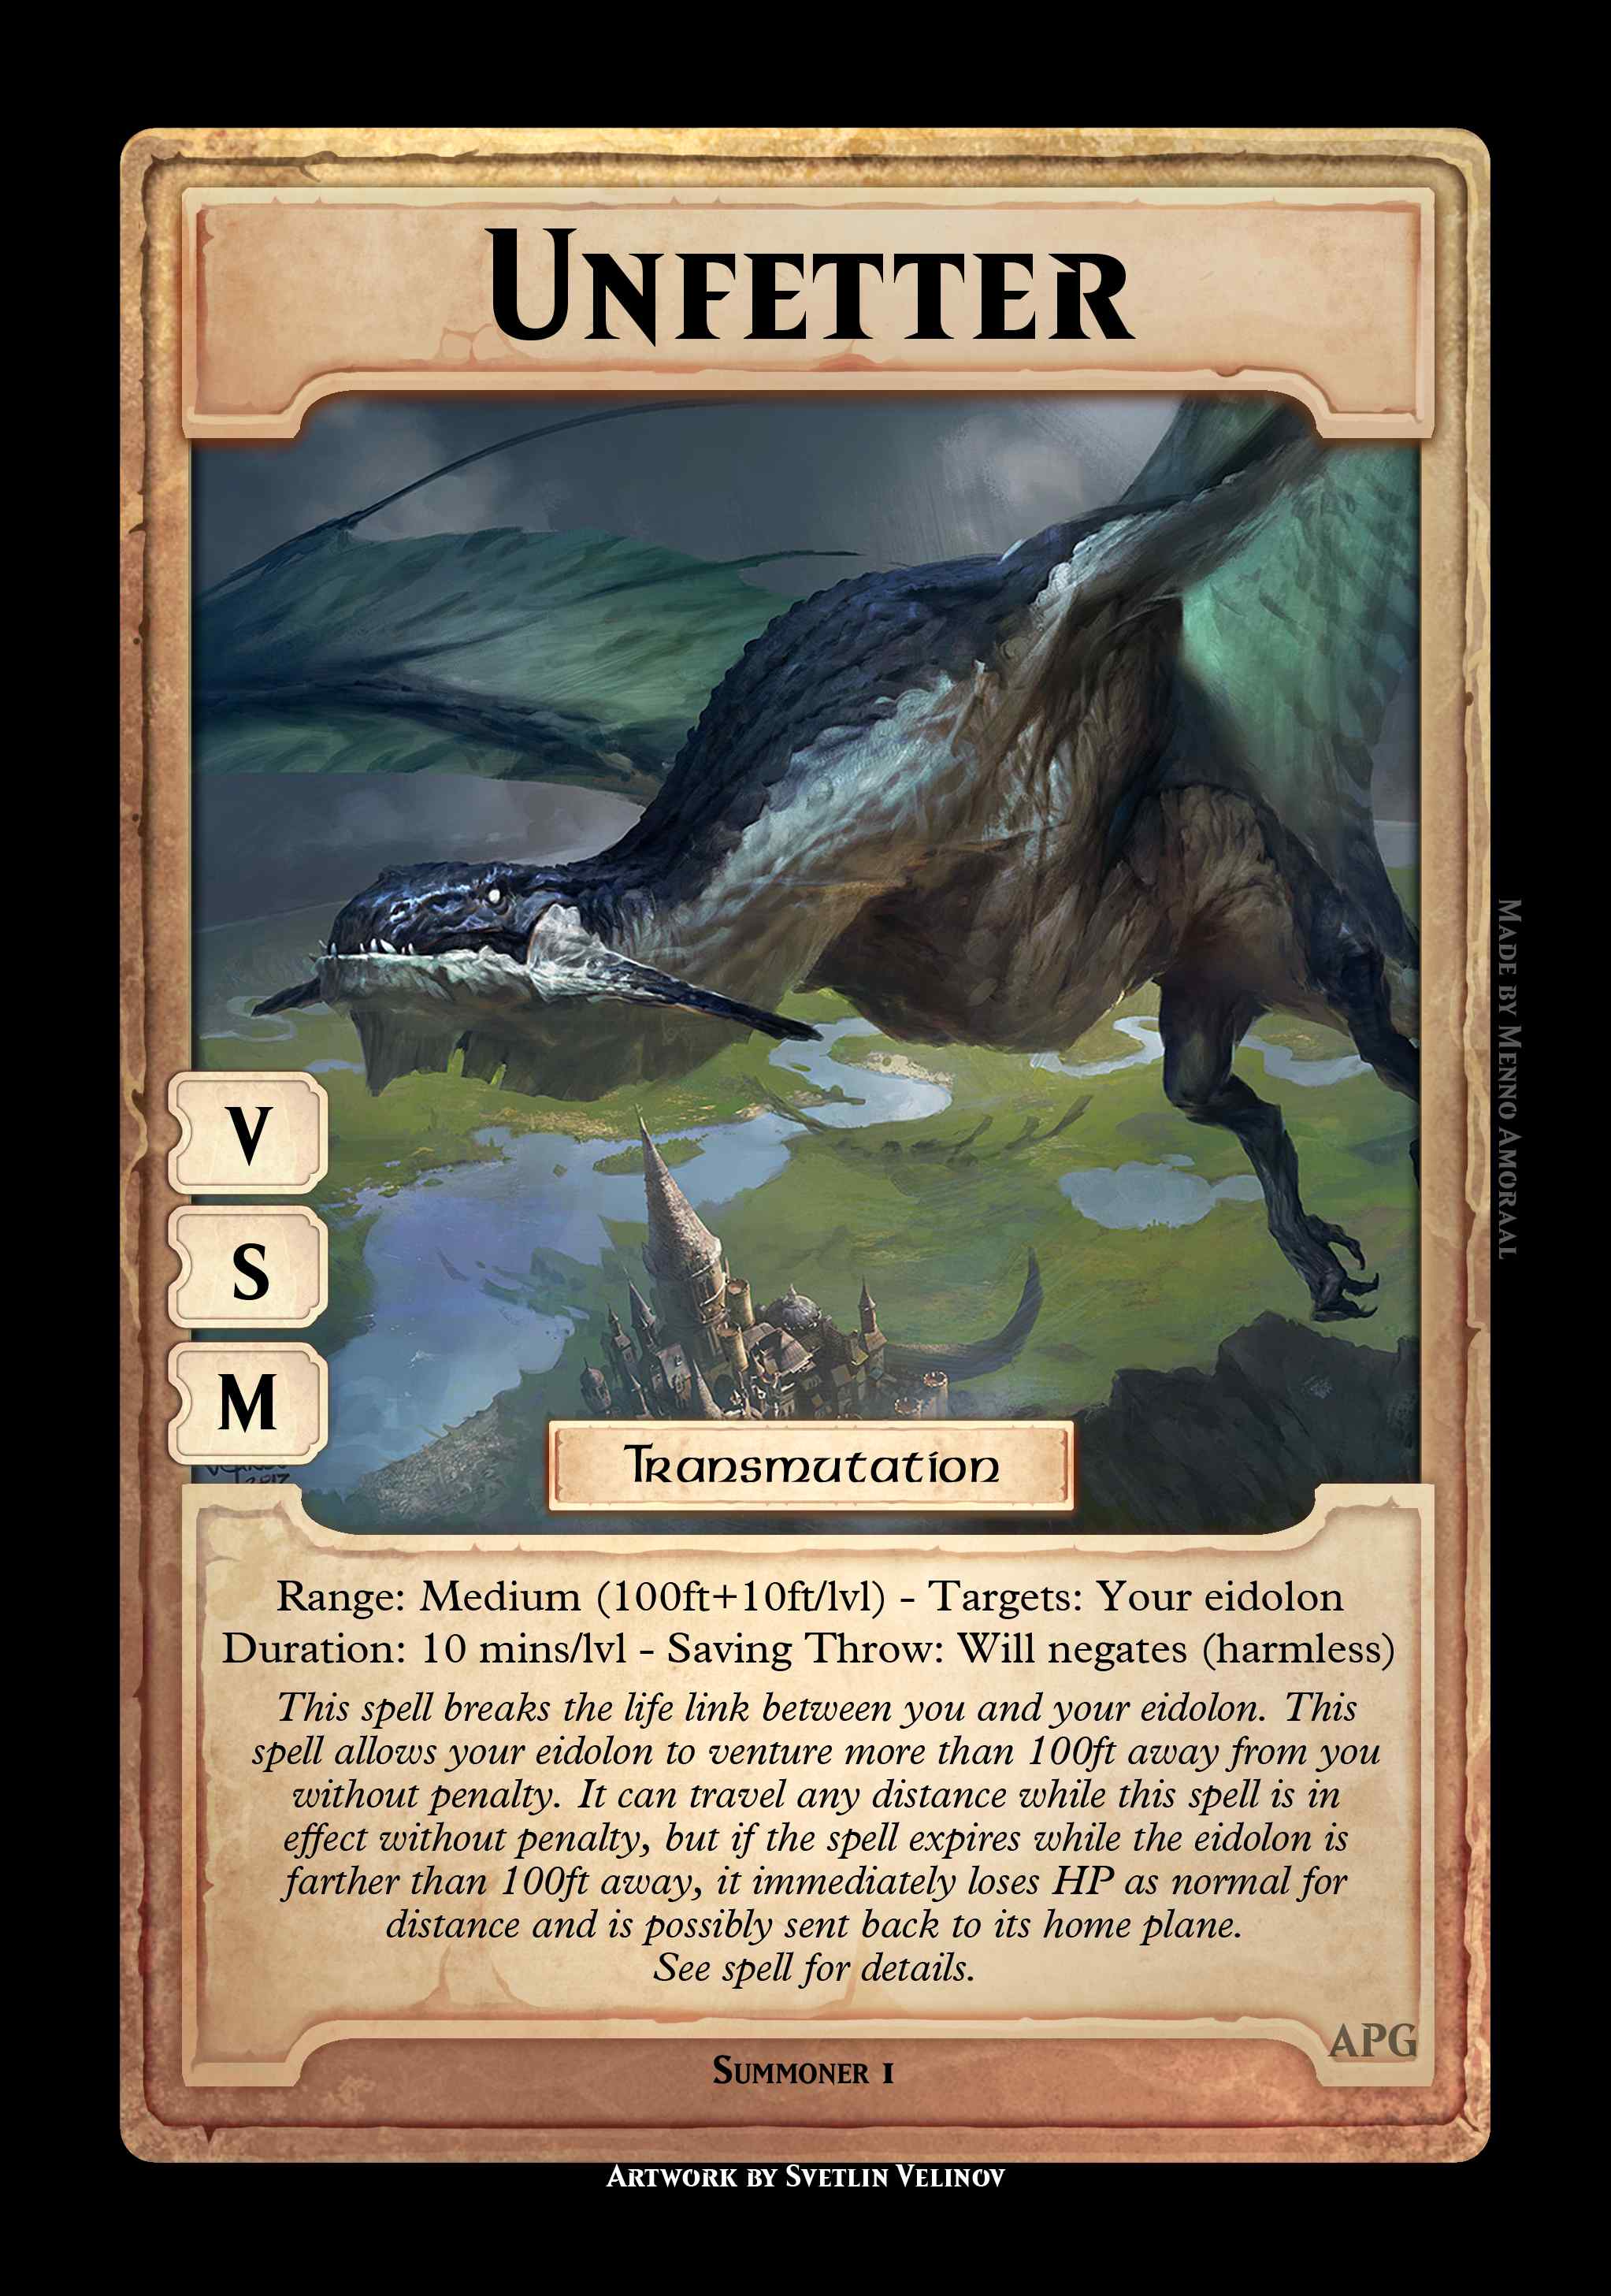 Unfetter
V
S
M
Transmutation
Range: Medium (100ft+10ft/lvl) - Targets: Your eidolon
Duration: 10 mins/lvl - Saving Throw: Will negates (harmless)
This spell breaks the life link between you and your eidolon. This
spell allows your eidolon to venture more than 100ft away from you
without penalty. It can travel any distance while this spell is in
effect without penalty, but if the spell expires while the eidolon is
farther than 100ft away, it immediately loses HP as normal for
distance and is possibly sent back to its home plane.
See spell for details.
APG
Summoner 1
Artwork by Svetlin Velinov
Made by Menno Amoraal